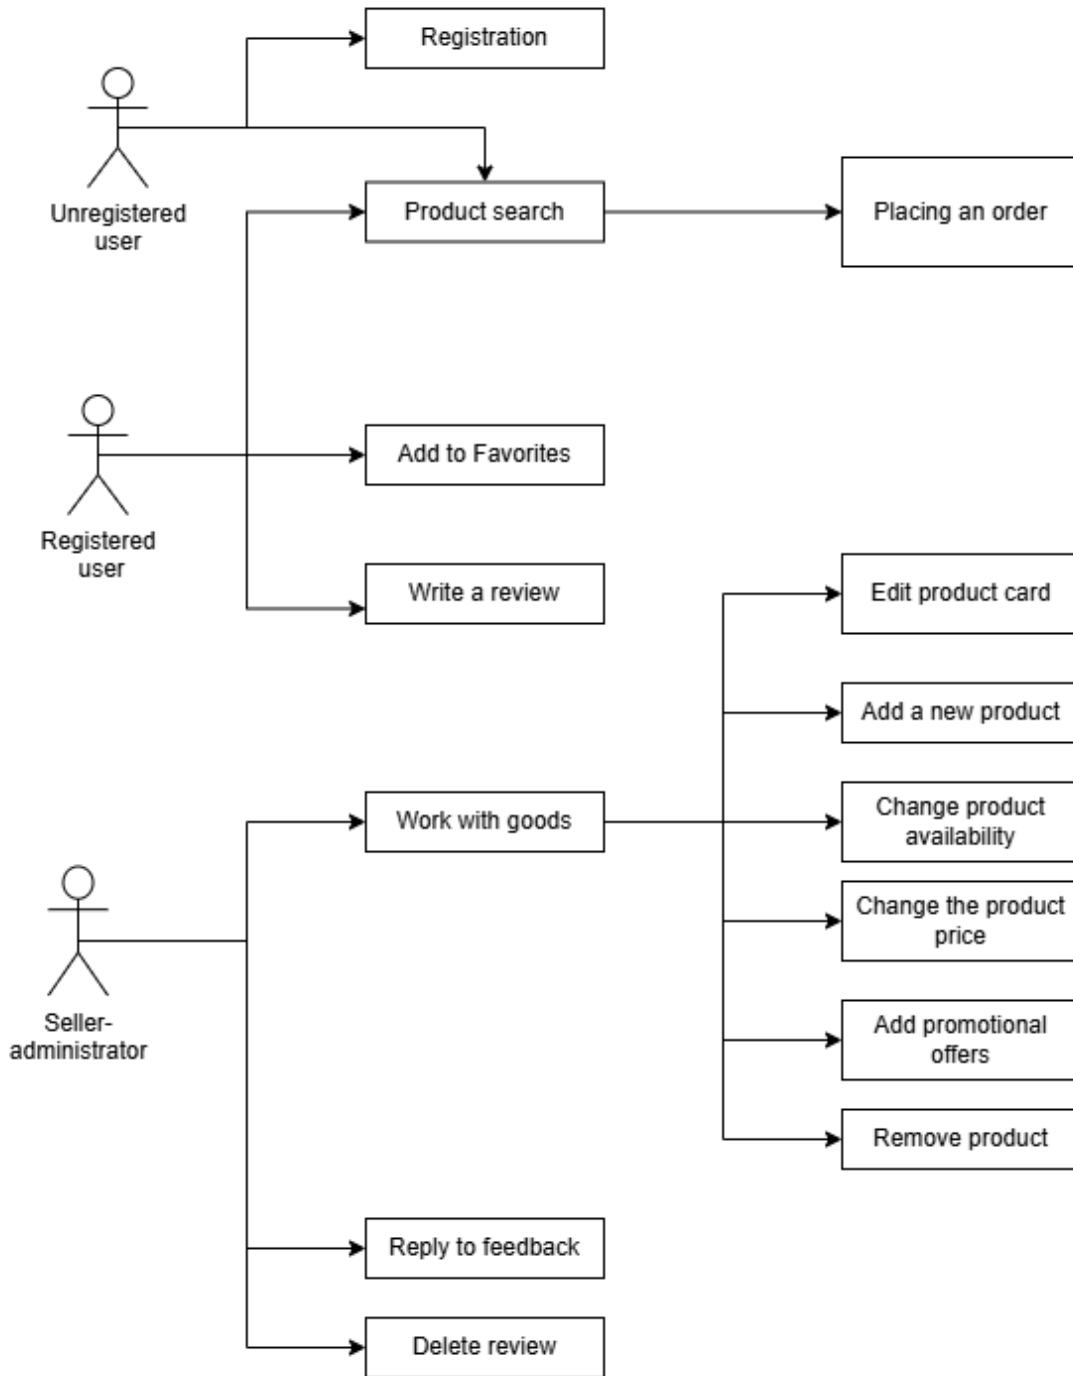 Registration
Unregistered
user
Product search
Placing an order
Add to Favorites
Registered
user
Write a review
Edit product card
Add a new product
Work with goods
Change product
availability
Change the product
price
Seller-
administrator
Add promotional
offers
Remove product
Reply to feedback
Delete review